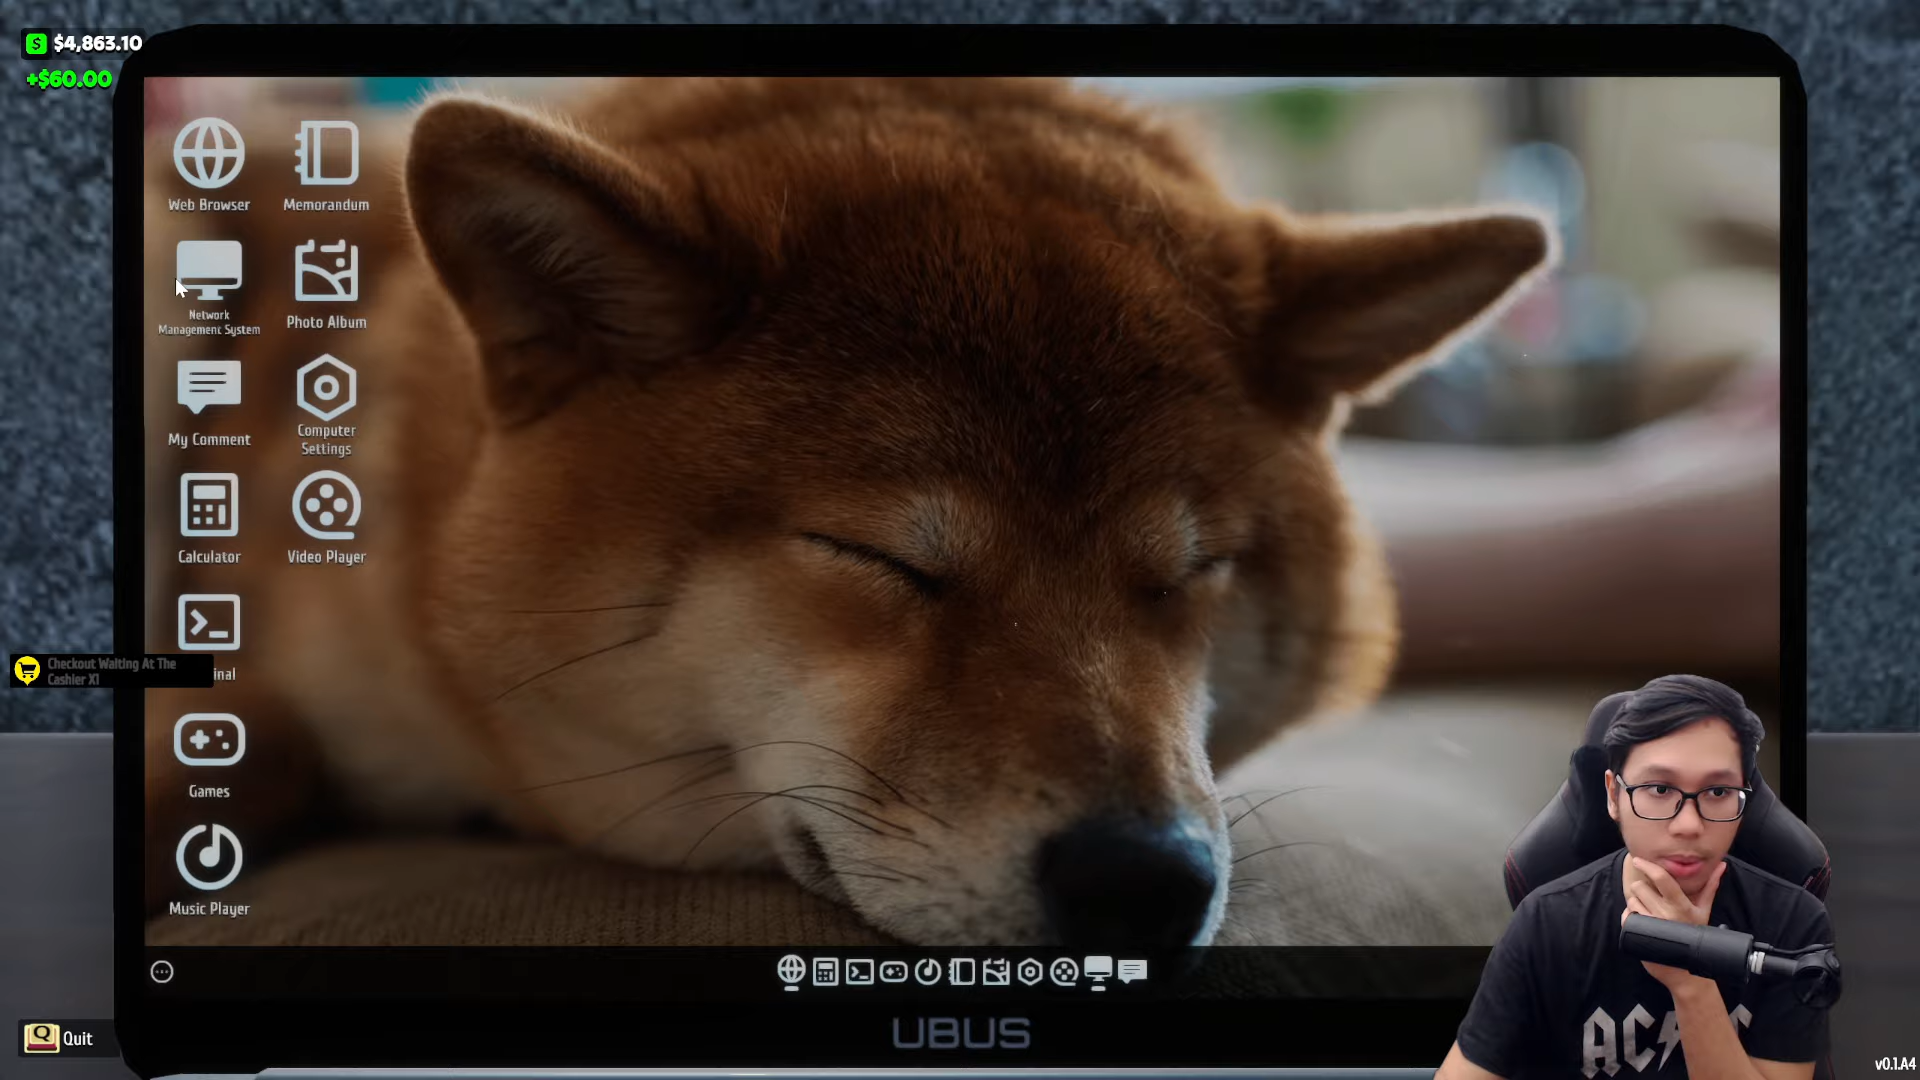 $4,863.10
+$60.00
Web Browser
Memorandum
Network
Management System
Photo Album
My Comment
Computer
Settings
Calculator
Video Player
Checkout Waiting At The
Cashier X1
inal
Games
Music Player
UBUS
Q Quit
AC
v0.1.A4